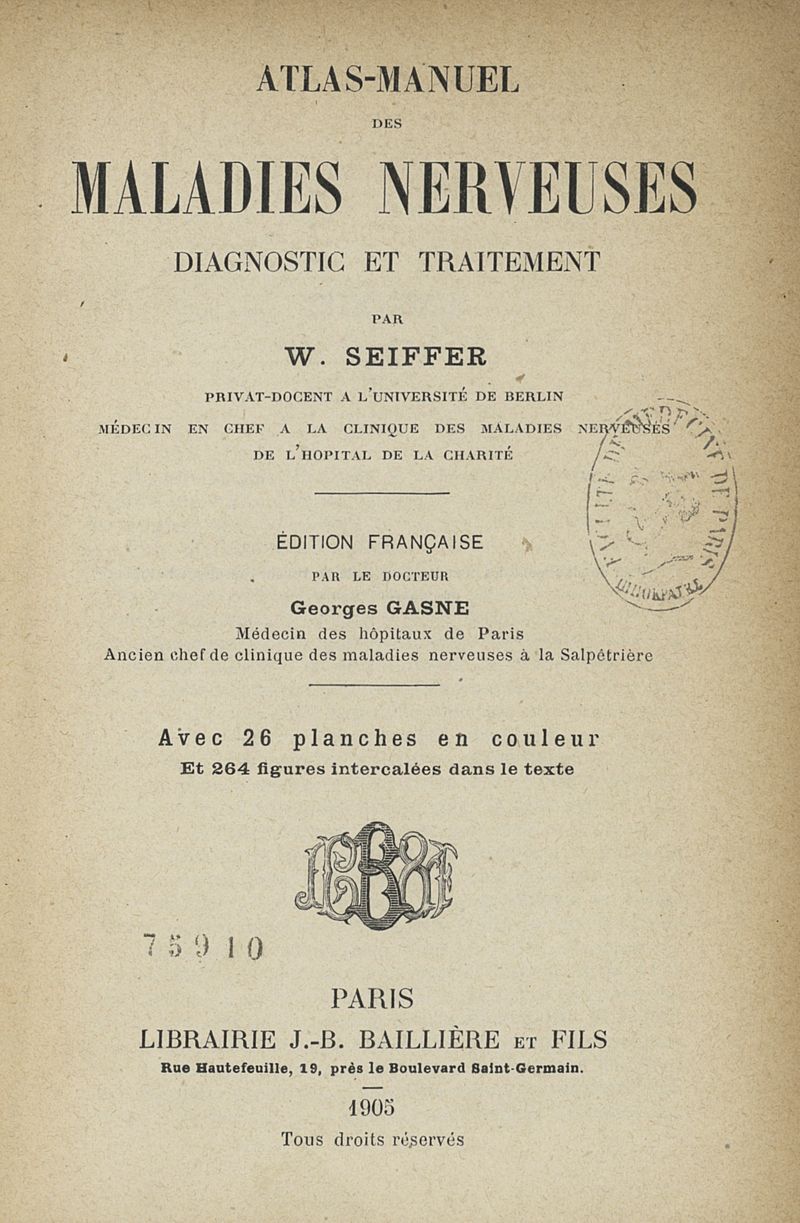 ATLAS-MANUEL
DES
MALADIES NERVEUSES
DIAGNOSTIC ET TRAITEMENT
PAR
W. SEIFFER
PRIVAT-DOCENT A L'UNIVERSITÉ DE BERLIN
MÉDECIN EN CHEF A LA CLINIQUE DES MALADIES NERVEUSES
DE L'HOPITAL DE LA CHARITÉ
ÉDITION FRANÇAISE
PAR LE DOCTEUR
Georges GASNE
Médecin des hôpitaux de Paris
Ancien chef de clinique des maladies nerveuses à la Salpêtrière
Avec 26 planches en couleur
Et 264 figures intercalées dans le texte
75910
PARIS
LIBRAIRIE J.-B. BAILLIÈRE ET FILS
Rue Hautefeuille, 19, près le Boulevard Saint-Germain.
1905
Tous droits réservés